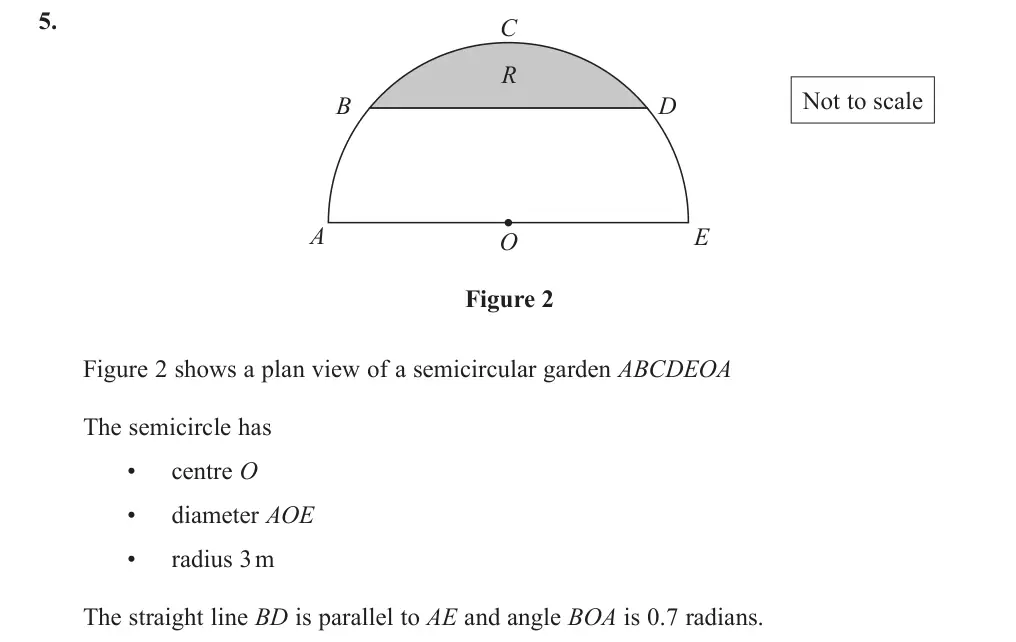 5.
C
R
B
D
Not to scale
A
O
E
Figure 2
Figure 2 shows a plan view of a semicircular garden ABCDEOA
The semicircle has
• centre O
• diameter AOE
• radius 3 m
The straight line BD is parallel to AE and angle BOA is 0.7 radians.